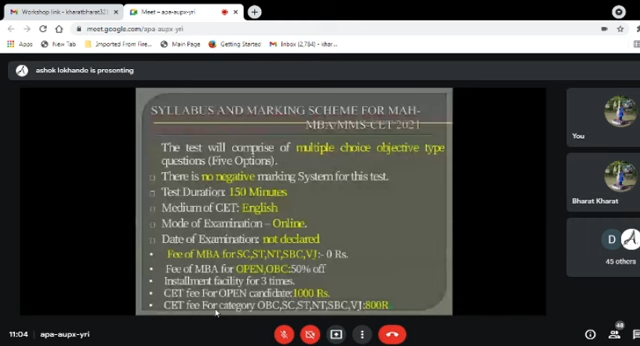 Workshop link - kharatbharat32
Meet – apa-aupx-yri
meet.google.com/apa-aupx-yri
Apps
New Tab
Imported From Fire...
Main Page
Getting Started
Inbox (2,784) - khar...
ashok lokhande is presenting
SYLLABUS AND MARKING SCHEME FOR MAH-
MBA/MMS-CET 2021
The test will comprise of multiple choice objective type
questions (Five Options).
There is no negative marking System for this test.
Test Duration: 150 Minutes
Medium of CET: English
Mode of Examination – Online.
Date of Examination: not declared
Fee of MBA for SC,ST,NT,SBC,VJ:- 0 Rs.
Fee of MBA for OPEN,OBC:50% off
Installment facility for 3 times.
CET fee For OPEN candidate:1000 Rs.
CET fee For category OBC,SC,ST,NT,SBC,VJ:800R
You
Bharat Kharat
D
45 others
11:04
apa-aupx-yri
48